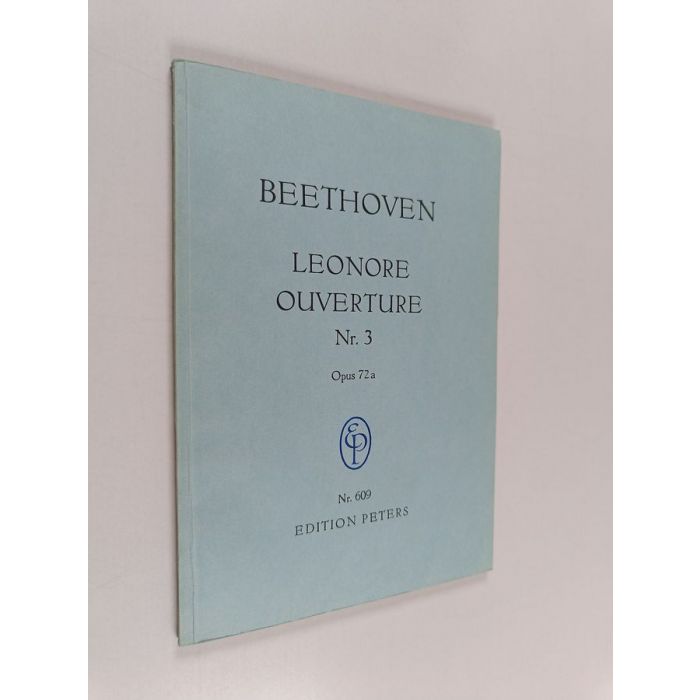 BEETHOVEN
LEONORE
OUVERTURE
Nr. 3
Opus 72a
EP
Nr. 609
EDITION PETERS